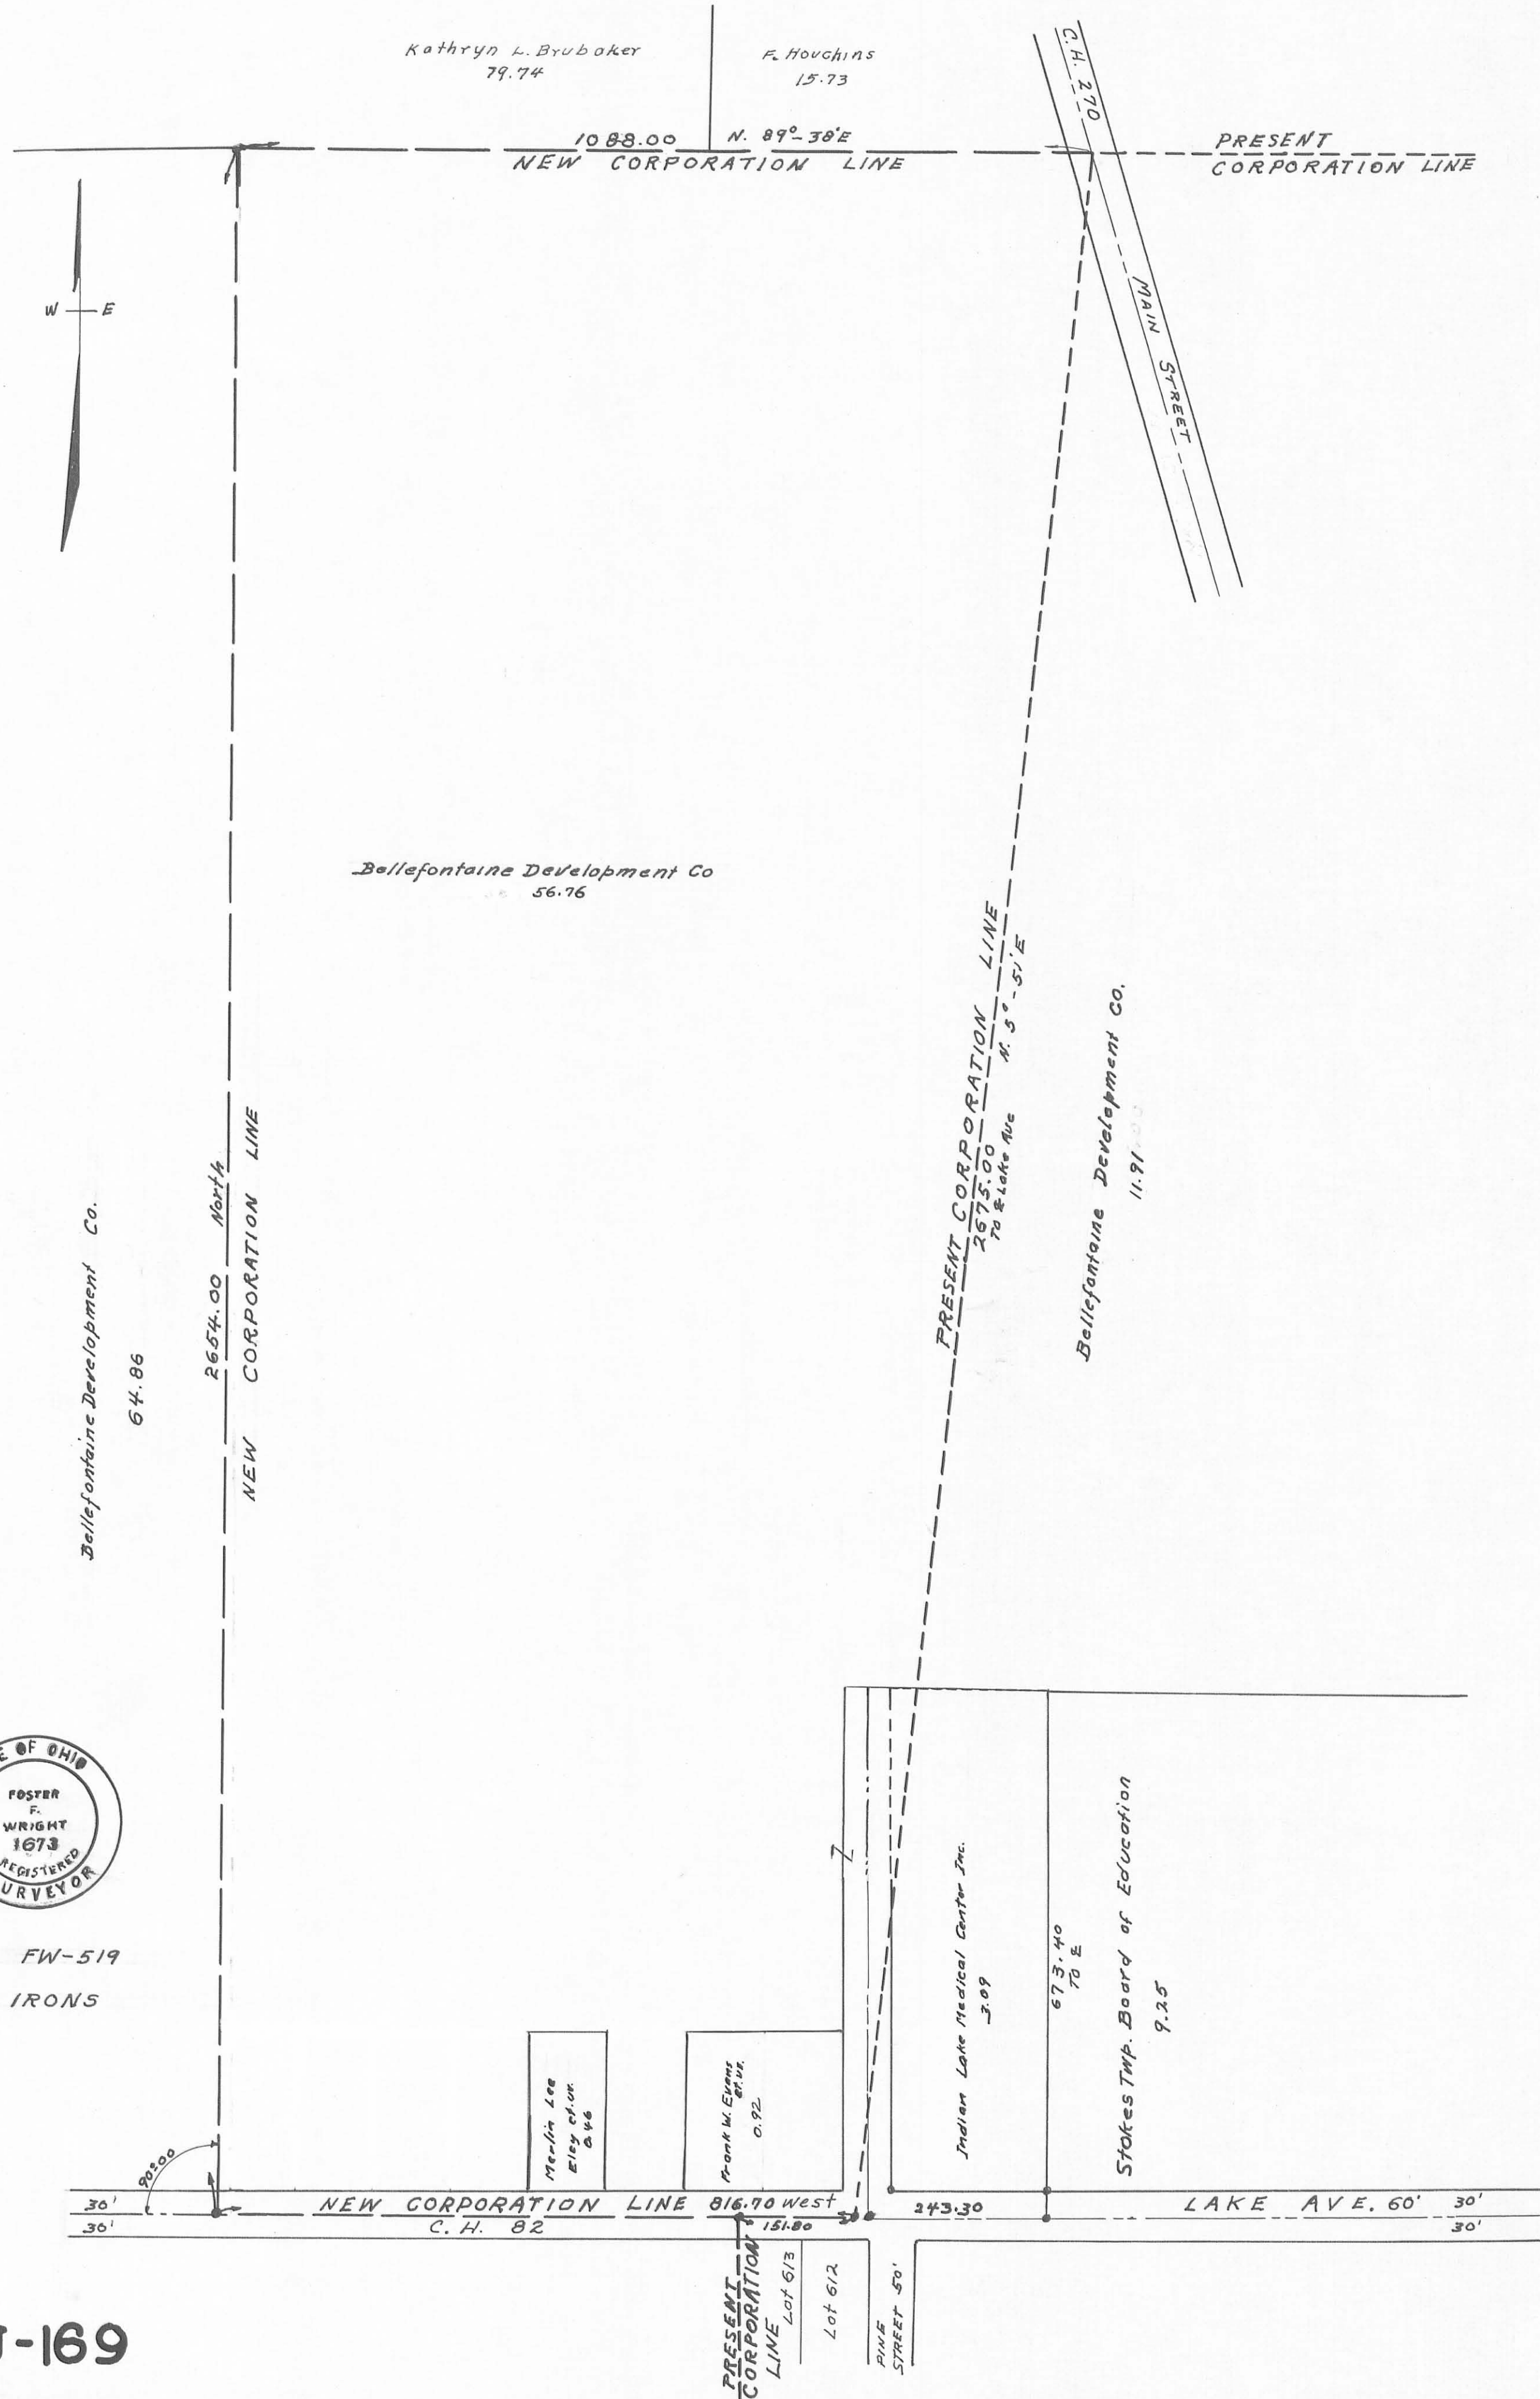 Kathryn L. Brubaker
79.74
F. Houchins
15.73
C.H. 270
1088.00 N. 89°-38'E
NEW CORPORATION LINE
PRESENT
CORPORATION LINE
W E
MAIN STREET
Bellefontaine Development Co
56.76
PRESENT CORPORATION LINE
2675.00 N. 5°-51'E
TO ℄ Lake Ave
Bellefontaine Development Co.
11.91
2654.00 North
NEW CORPORATION LINE
Bellefontaine Development Co.
64.86
E OF OHIO
FOSTER
F.
WRIGHT
1673
REGISTERED
URVEYOR
FW-519
IRONS
Indian Lake Medical Center Inc.
3.09
673.40
TO ℄
Stokes Twp. Board of Education
9.25
Merlin Lee
Eley et.ux.
0.46
Frank W. Evans
et.ux.
0.92
90°00
30'
NEW CORPORATION LINE 816.70 West
243.30
LAKE AVE. 60' 30'
30'
C. H. 82
151.80
30'
PRESENT
CORPORATION
LINE
Lot 613
Lot 612
PINE
STREET 50'
-169